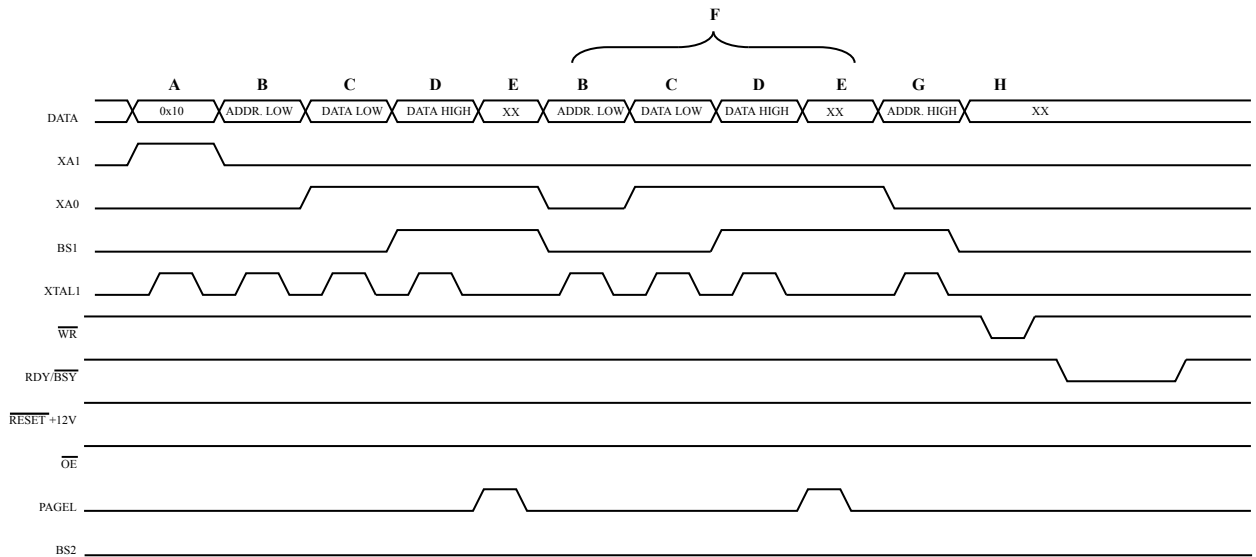 F
A B C D E B C D E G H
DATA 0x10 ADDR. LOW DATA LOW DATA HIGH XX ADDR. LOW DATA LOW DATA HIGH XX ADDR. HIGH XX
XA1
XA0
BS1
XTAL1
WR
RDY/BSY
RESET +12V
OE
PAGEL
BS2